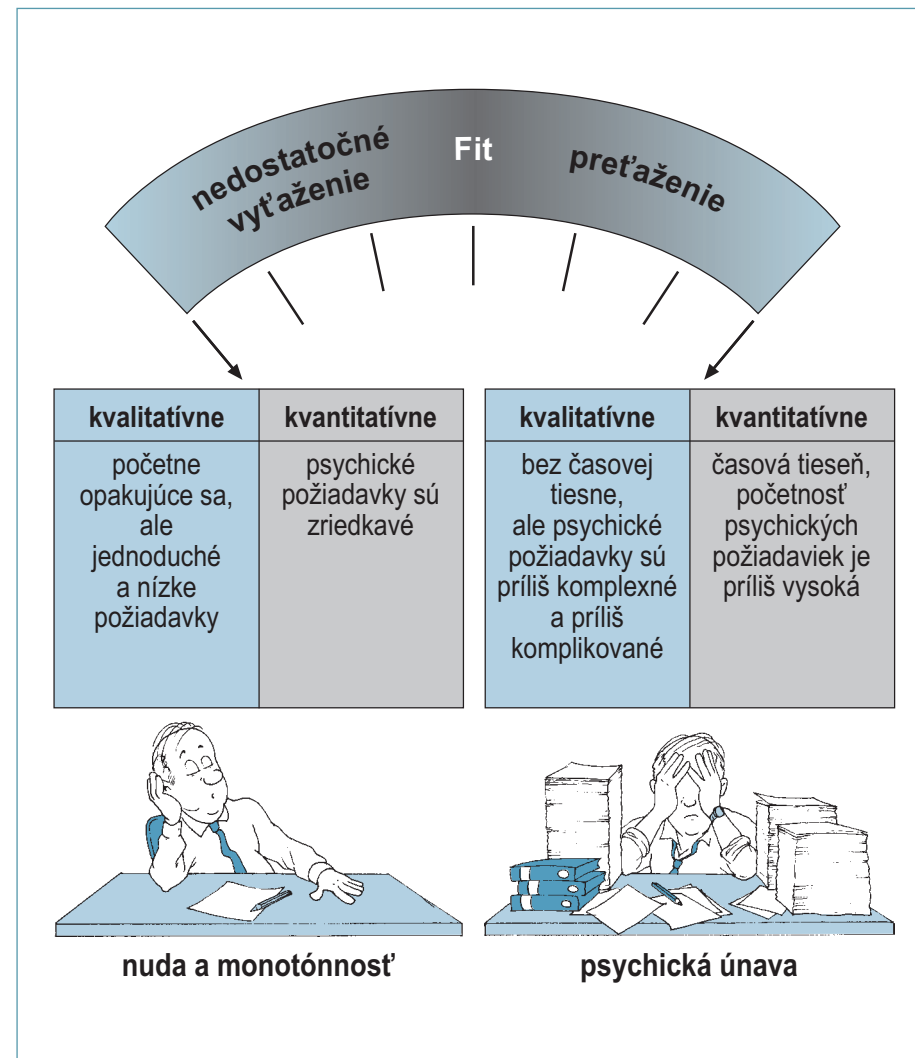 nedostatočné
vyťaženie
Fit
preťaženie
kvalitatívne
početne
opakujúce sa,
ale
jednoduché
a nízke
požiadavky
kvantitatívne
psychické
požiadavky sú
zriedkavé
kvalitatívne
bez časovej
tiesne,
ale psychické
požiadavky sú
príliš komplexné
a príliš
komplikované
kvantitatívne
časová tieseň,
početnosť
psychických
požiadaviek je
príliš vysoká
nuda a monotónnosť
psychická únava